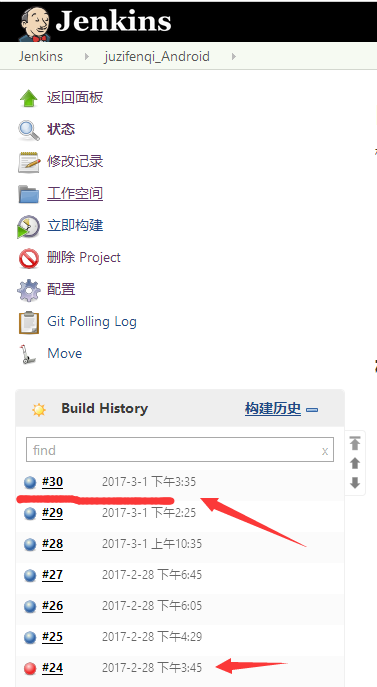 Jenkins
Jenkins juzifenqi_Android
返回面板
状态
修改记录
工作空间
立即构建
删除 Project
配置
Git Polling Log
Move
Build History 构建历史
find x
#30 2017-3-1 下午3:35
#29 2017-3-1 下午2:25
#28 2017-3-1 上午10:35
#27 2017-2-28 下午6:45
#26 2017-2-28 下午6:05
#25 2017-2-28 下午4:29
#24 2017-2-28 下午3:45